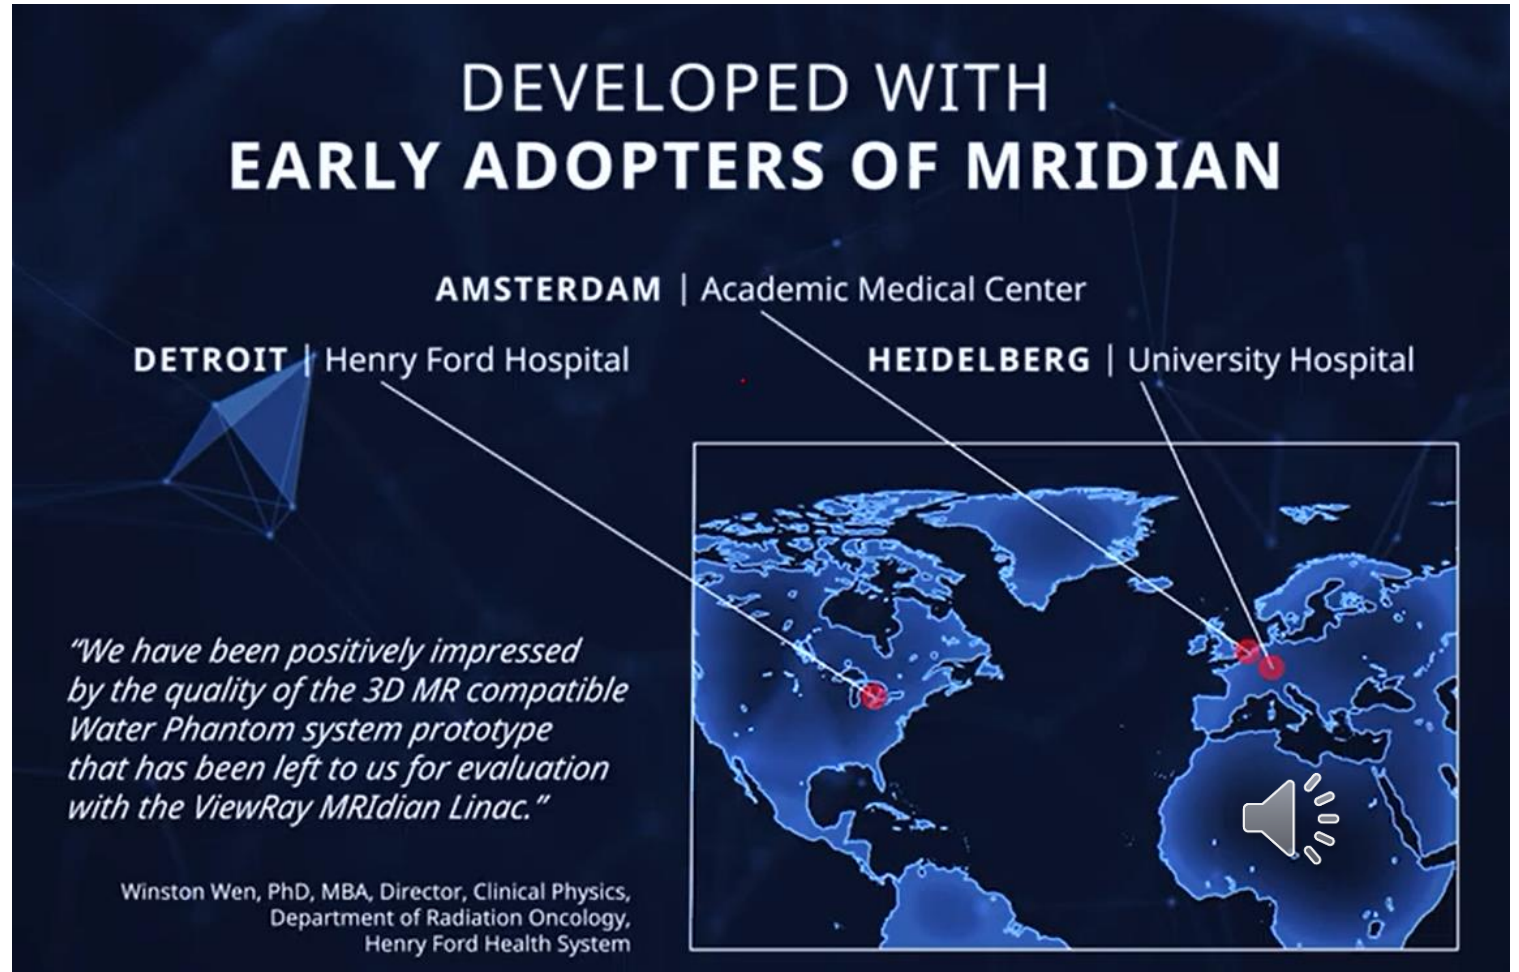 DEVELOPED WITH
EARLY ADOPTERS OF MRIDIAN
AMSTERDAM | Academic Medical Center
DETROIT | Henry Ford Hospital
HEIDELBERG | University Hospital
“We have been positively impressed
by the quality of the 3D MR compatible
Water Phantom system prototype
that has been left to us for evaluation
with the ViewRay MRIdian Linac.”
Winston Wen, PhD, MBA, Director, Clinical Physics,
Department of Radiation Oncology,
Henry Ford Health System